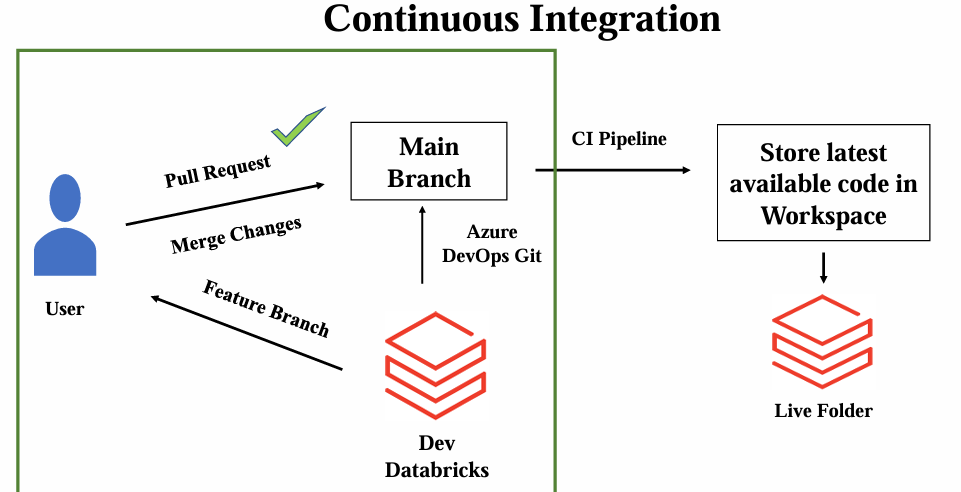 Continuous Integration
Pull Request
Merge Changes
Feature Branch
User
Main
Branch
Azure
DevOps Git
Dev
Databricks
CI Pipeline
Store latest
available code in
Workspace
Live Folder